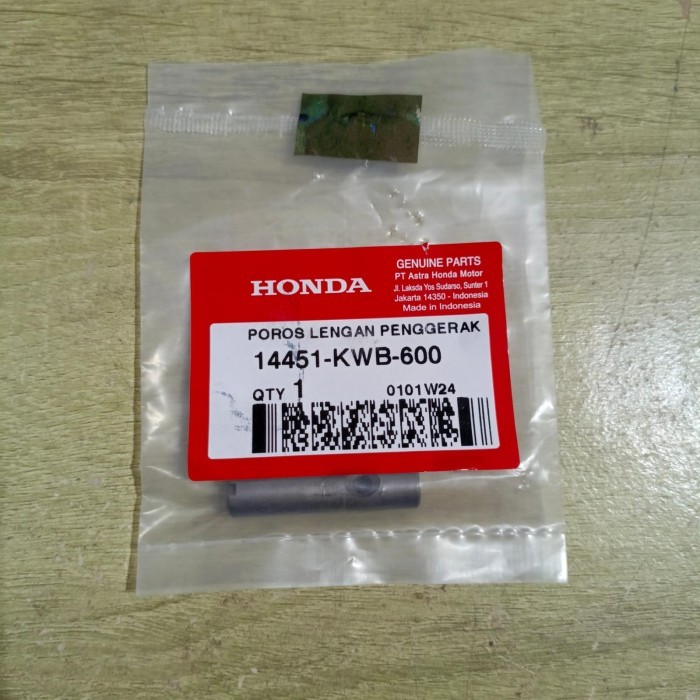 HONDA
GENUINE PARTS
PT Astra Honda Motor
Jl. Laksda Yos Sudarso, Sunter 1
Jakarta 14350 - Indonesia
Made in Indonesia
POROS LENGAN PENGGERAK
14451-KWB-600
QTY 1
0101W24